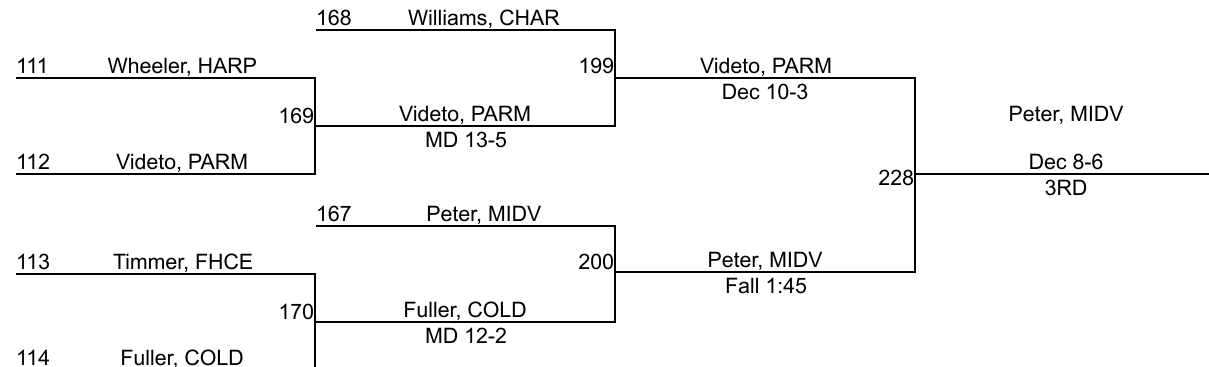 168 Williams, CHAR
111 Wheeler, HARP
199 Videto, PARM
Dec 10-3
169 Videto, PARM
MD 13-5
Peter, MIDV
112 Videto, PARM
Dec 8-6
228
3RD
167 Peter, MIDV
113 Timmer, FHCE
200 Peter, MIDV
Fall 1:45
170 Fuller, COLD
MD 12-2
114 Fuller, COLD